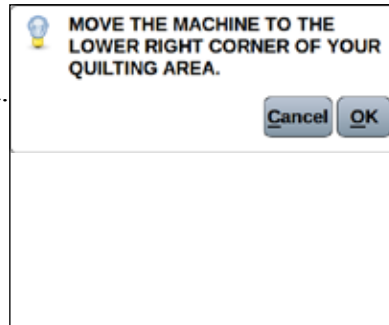 MOVE THE MACHINE TO THE
LOWER RIGHT CORNER OF YOUR
QUILTING AREA.
Cancel OK